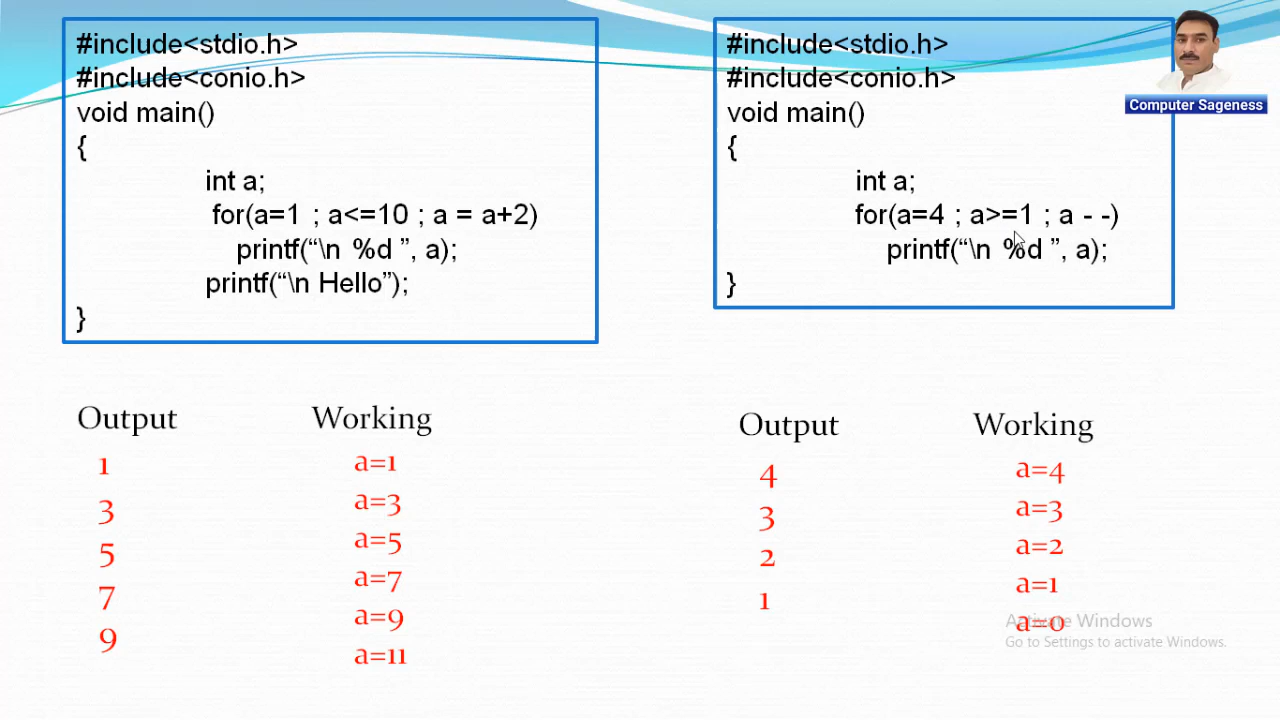 #include<stdio.h>
#include<conio.h>
void main()
{
int a;
for(a=1 ; a<=10 ; a = a+2)
printf(“\n %d ”, a);
printf(“\n Hello”);
}
#include<stdio.h>
#include<conio.h>
void main()
{
int a;
for(a=4 ; a>=1 ; a - -)
printf(“\n %d ”, a);
}
Computer Sageness
Output
1
3
5
7
9
Working
a=1
a=3
a=5
a=7
a=9
a=11
Output
4
3
2
1
Working
a=4
a=3
a=2
a=1
a=0
Activate Windows
Go to Settings to activate Windows.